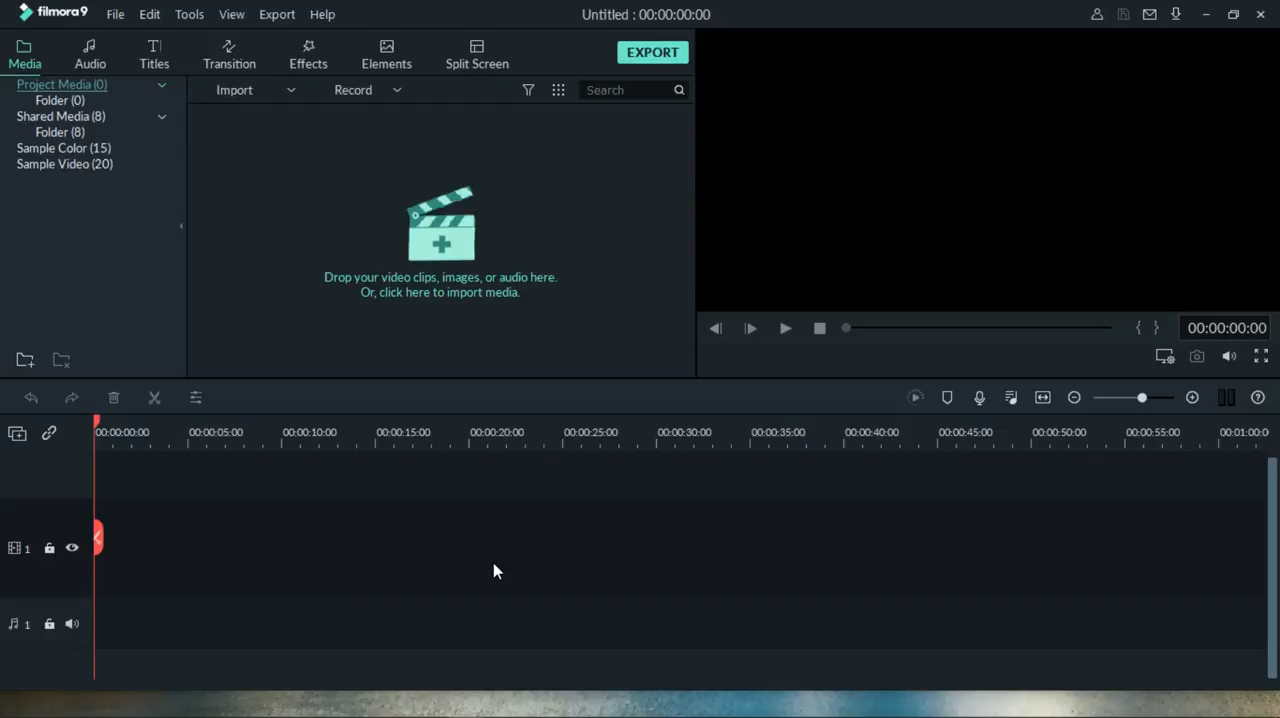 filmora9 File Edit Tools View Export Help Untitled : 00:00:00:00
Media Audio Titles Transition Effects Elements Split Screen EXPORT
Project Media (0)
Folder (0)
Shared Media (8)
Folder (8)
Sample Color (15)
Sample Video (20)
Import Record Search
Drop your video clips, images, or audio here.
Or, click here to import media.
{ } 00:00:00:00
00:00:00:00 00:00:05:00 00:00:10:00 00:00:15:00 00:00:20:00 00:00:25:00 00:00:30:00 00:00:35:00 00:00:40:00 00:00:45:00 00:00:50:00 00:00:55:00 00:01:00:0
1
1